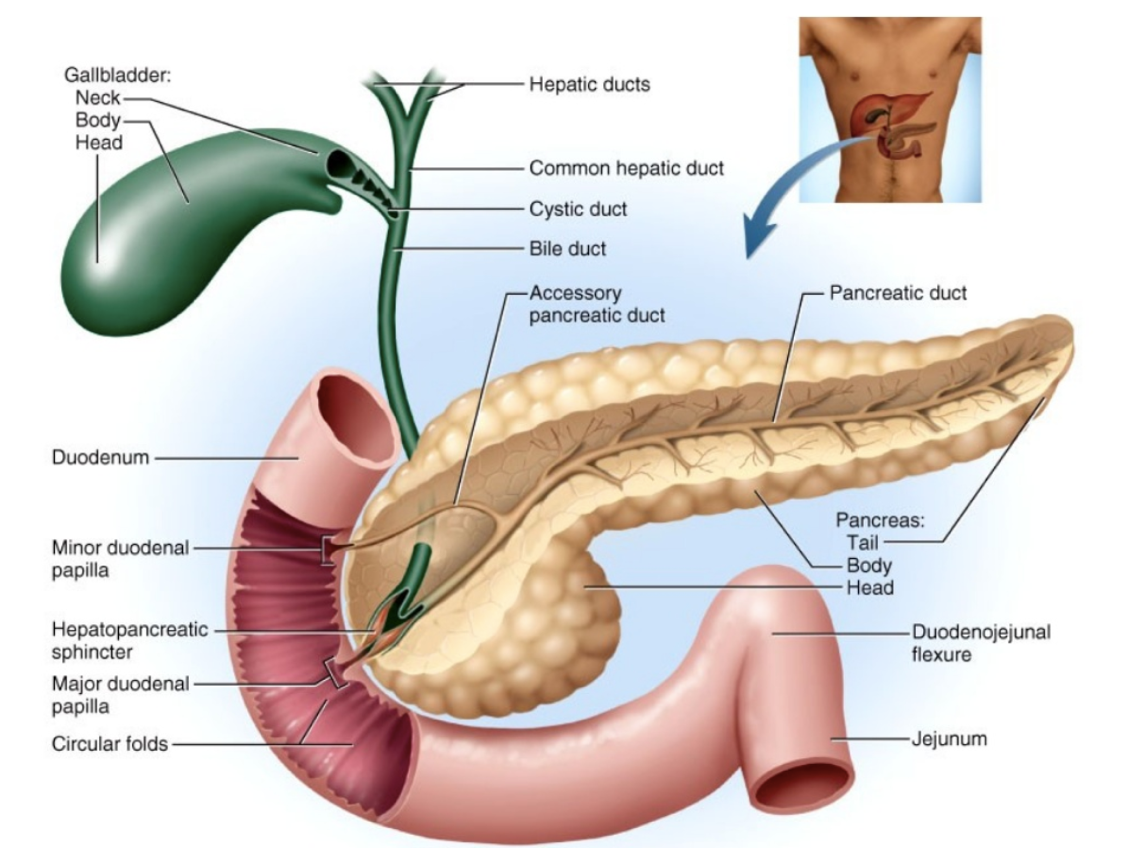 Gallbladder:
Neck
Body
Head
Hepatic ducts
Common hepatic duct
Cystic duct
Bile duct
Accessory
pancreatic duct
Pancreatic duct
Duodenum
Pancreas:
Tail
Body
Head
Minor duodenal
papilla
Hepatopancreatic
sphincter
Major duodenal
papilla
Circular folds
Duodenojejunal
flexure
Jejunum